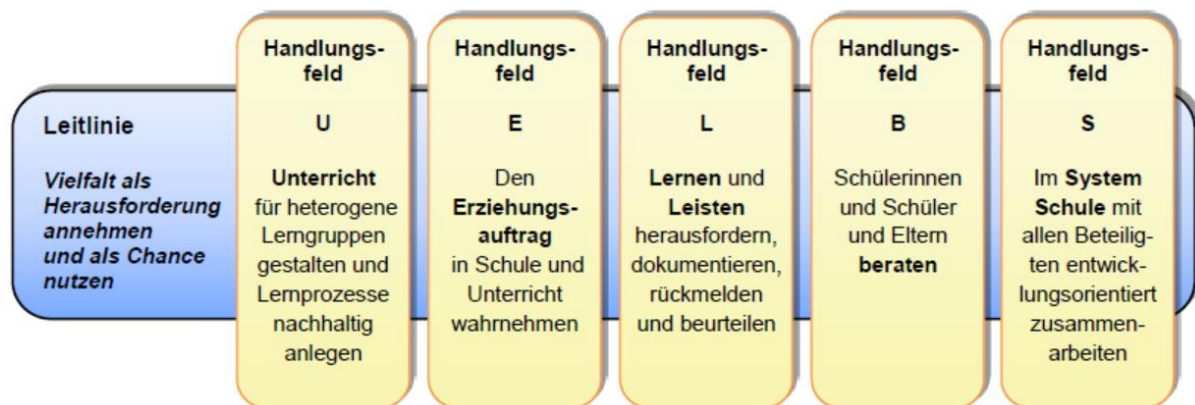 Leitlinie
Vielfalt als
Herausforderung
annehmen
und als Chance
nutzen
Handlungs-
feld
U
Unterricht
für heterogene
Lerngruppen
gestalten und
Lernprozesse
nachhaltig
anlegen
Handlungs-
feld
E
Den
Erziehungs-
auftrag
in Schule und
Unterricht
wahrnehmen
Handlungs-
feld
L
Lernen und
Leisten
herausfordern,
dokumentieren,
rückmelden
und beurteilen
Handlungs-
feld
B
Schülerinnen
und Schüler
und Eltern
beraten
Handlungs-
feld
S
Im System
Schule mit
allen Beteilig-
ten entwick-
lungsorientiert
zusammen-
arbeiten